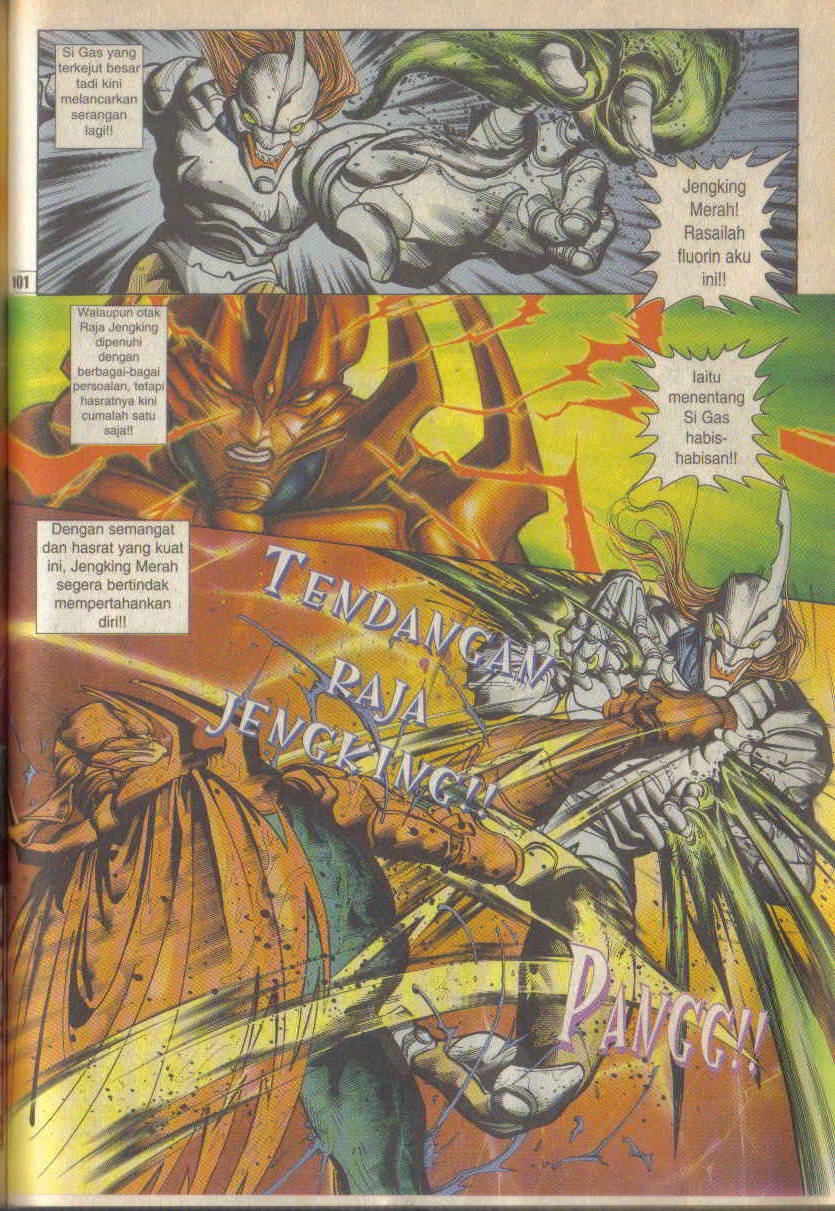 Si Gas yang
terkejut besar
tadi kini
melancarkan
serangan
lagi!!
Jengking
Merah!
Rasailah
fluorin aku
ini!!
101
Walaupun otak
Raja Jengking
dipenuhi
dengan
berbagai-bagai
persoalan, tetapi
hasratnya kini
cumalah satu
saja!!
Iaitu
menentang
Si Gas
habis-
habisan!!
Dengan semangat
dan hasrat yang kuat
ini, Jengking Merah
segera bertindak
mempertahankan
diri!!
TENDANGAN
RAJA
JENGKING!!
PANGG!!